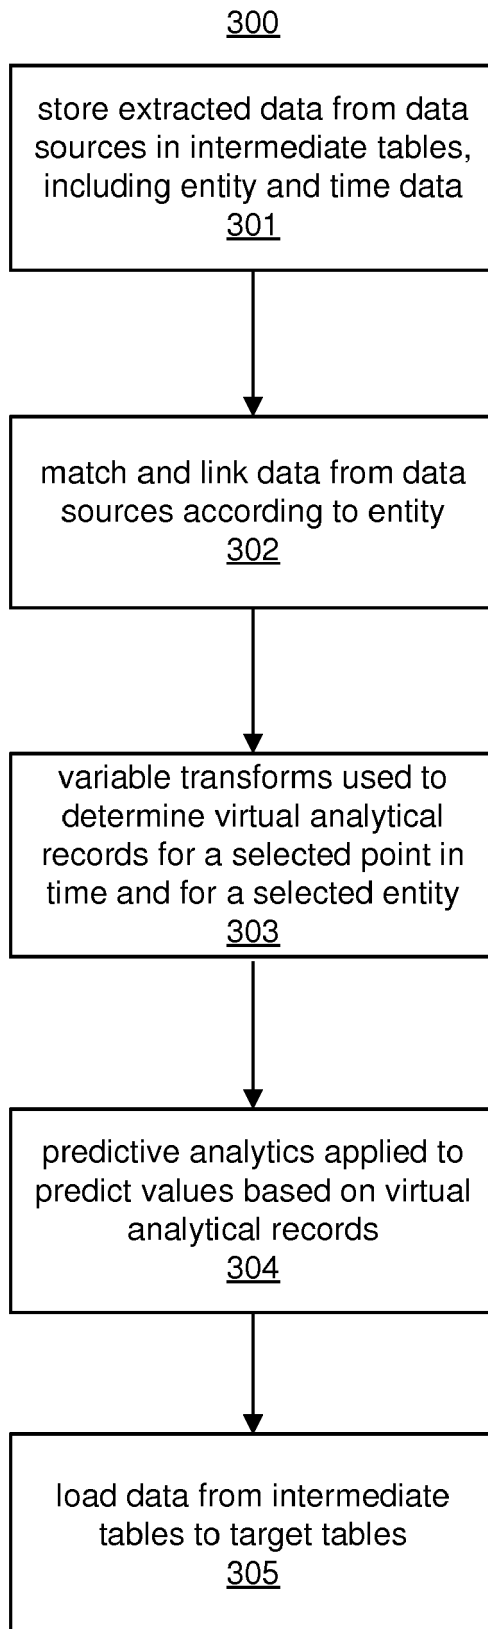 300
store extracted data from data
sources in intermediate tables,
including entity and time data
301
match and link data from data
sources according to entity
302
variable transforms used to
determine virtual analytical
records for a selected point in
time and for a selected entity
303
predictive analytics applied to
predict values based on virtual
analytical records
304
load data from intermediate
tables to target tables
305